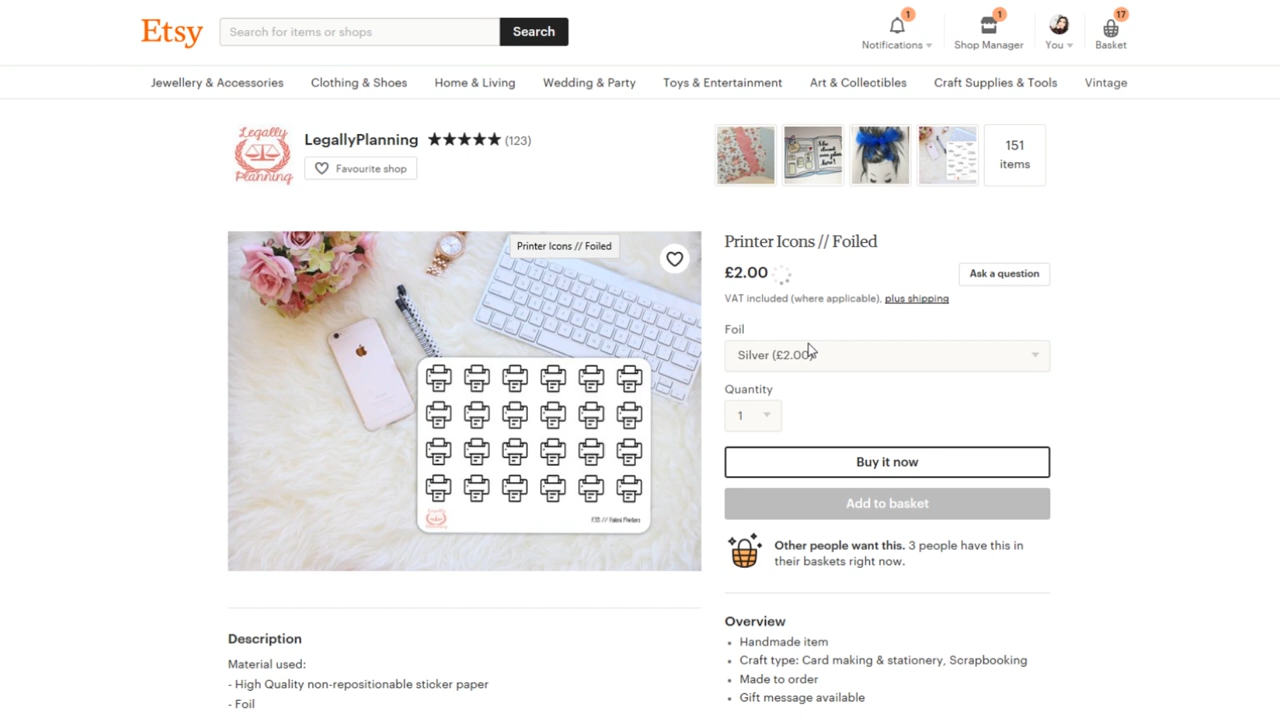 Etsy
Search for items or shops
Search
1
Notifications
1
Shop Manager
You
17
Basket
Jewellery & Accessories
Clothing & Shoes
Home & Living
Wedding & Party
Toys & Entertainment
Art & Collectibles
Craft Supplies & Tools
Vintage
Legally
Planning
LegallyPlanning ★★★★★ (123)
Favourite shop
151
items
Printer Icons // Foiled
Printer Icons // Foiled
£2.00
Ask a question
VAT included (where applicable), plus shipping
Foil
Silver (£2.00)
Quantity
1
Buy it now
Add to basket
Other people want this. 3 people have this in
their baskets right now.
Description
Material used:
- High Quality non-repositionable sticker paper
- Foil
Overview
• Handmade item
• Craft type: Card making & stationery, Scrapbooking
• Made to order
• Gift message available